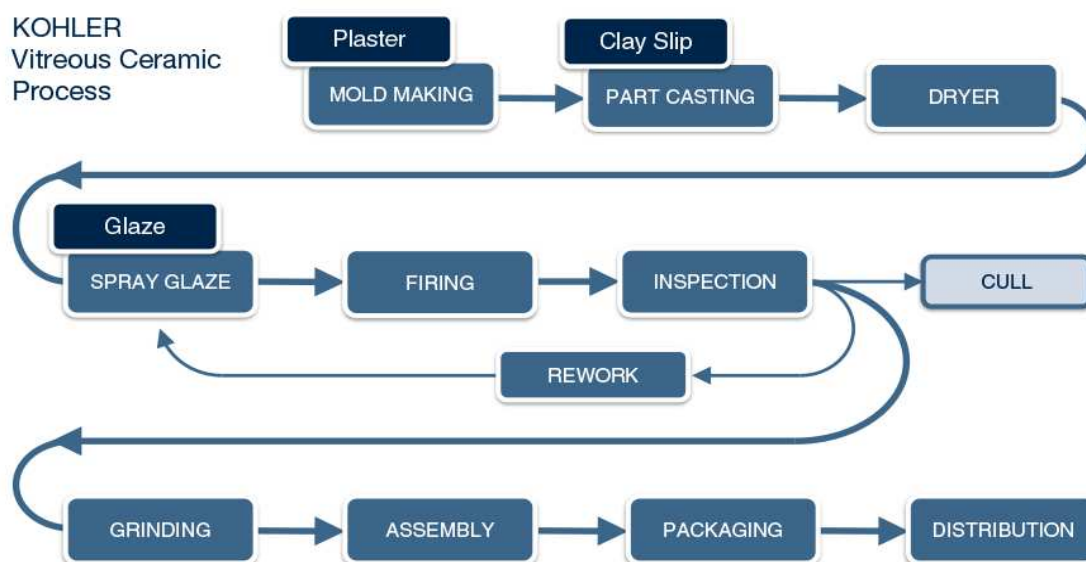 KOHLER
Vitreous Ceramic
Process
Plaster
MOLD MAKING
Clay Slip
PART CASTING
DRYER
Glaze
SPRAY GLAZE
FIRING
INSPECTION
CULL
REWORK
GRINDING
ASSEMBLY
PACKAGING
DISTRIBUTION